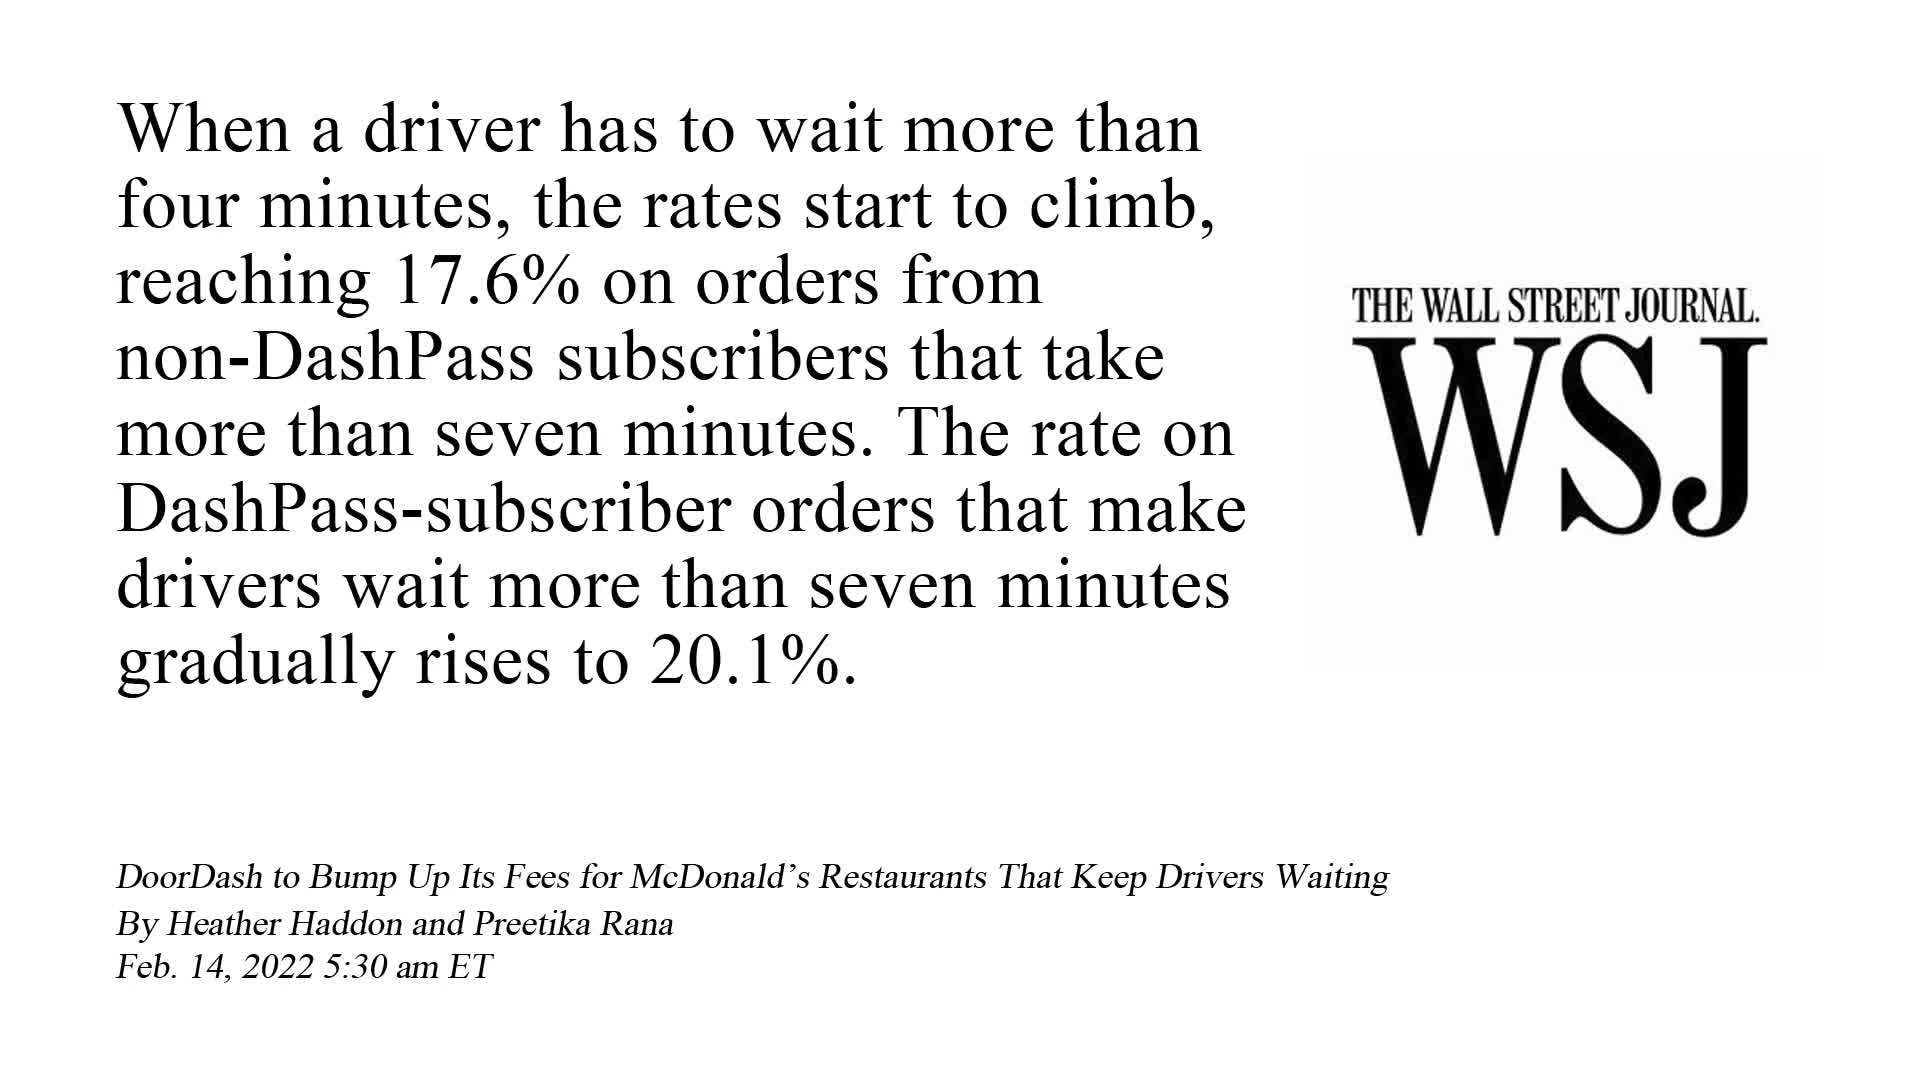 When a driver has to wait more than
four minutes, the rates start to climb,
reaching 17.6% on orders from
non-DashPass subscribers that take
more than seven minutes. The rate on
DashPass-subscriber orders that make
drivers wait more than seven minutes
gradually rises to 20.1%.
THE WALL STREET JOURNAL.
WSJ
DoorDash to Bump Up Its Fees for McDonald’s Restaurants That Keep Drivers Waiting
By Heather Haddon and Preetika Rana
Feb. 14, 2022 5:30 am ET